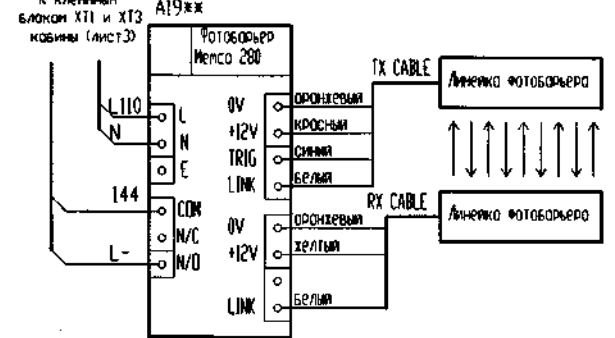 к клеммным
блокам XT1 и XT3
кабины (лист3)
A19**
Фотобарьер
Memco 280
L110
N
144
L-
L
N
E
COM
N/C
N/O
0V
+12V
TRIG
LINK
0V
+12V
LINK
оранжевый
красный
синий
белый
оранжевый
желтый
белый
TX CABLE
RX CABLE
Линейка фотобарьера
Линейка фотобарьера